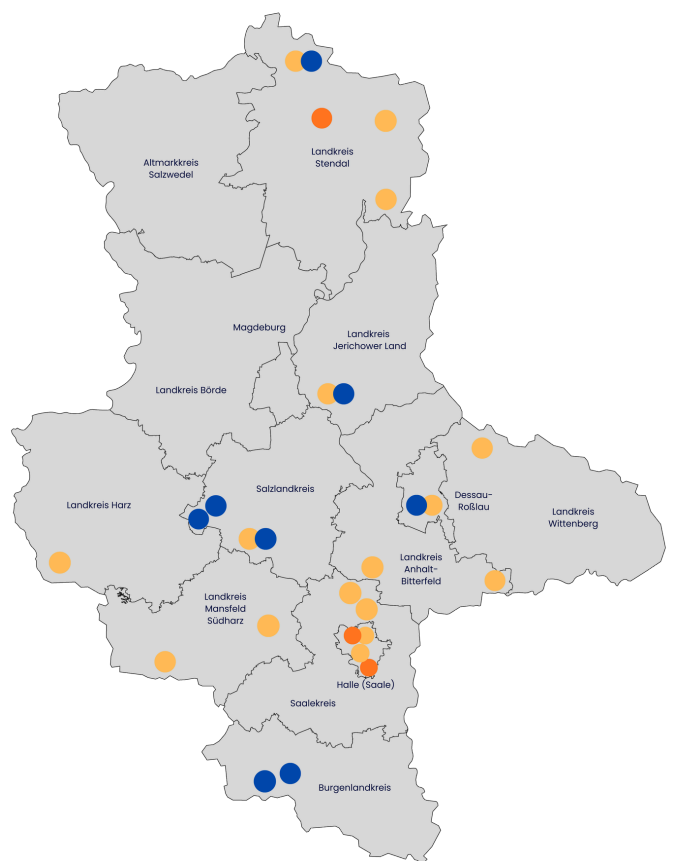 Landkreis
Stendal
Altmarkkreis
Salzwedel
Magdeburg
Landkreis
Jerichower Land
Landkreis Börde
Salzlandkreis
Landkreis Harz
Dessau-
Roßlau
Landkreis
Wittenberg
Landkreis
Anhalt-
Bitterfeld
Landkreis
Mansfeld
Südharz
Halle (Saale)
Saalekreis
Burgenlandkreis